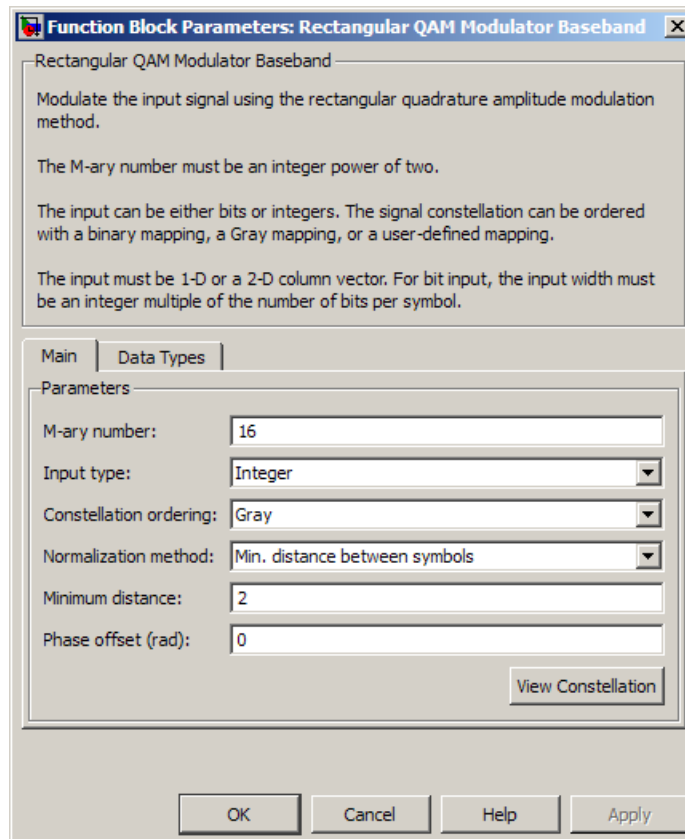 Function Block Parameters: Rectangular QAM Modulator Baseband
Rectangular QAM Modulator Baseband
Modulate the input signal using the rectangular quadrature amplitude modulation
method.
The M-ary number must be an integer power of two.
The input can be either bits or integers. The signal constellation can be ordered
with a binary mapping, a Gray mapping, or a user-defined mapping.
The input must be 1-D or a 2-D column vector. For bit input, the input width must
be an integer multiple of the number of bits per symbol.
Main Data Types
Parameters
M-ary number: 16
Input type: Integer
Constellation ordering: Gray
Normalization method: Min. distance between symbols
Minimum distance: 2
Phase offset (rad): 0
View Constellation
OK Cancel Help Apply